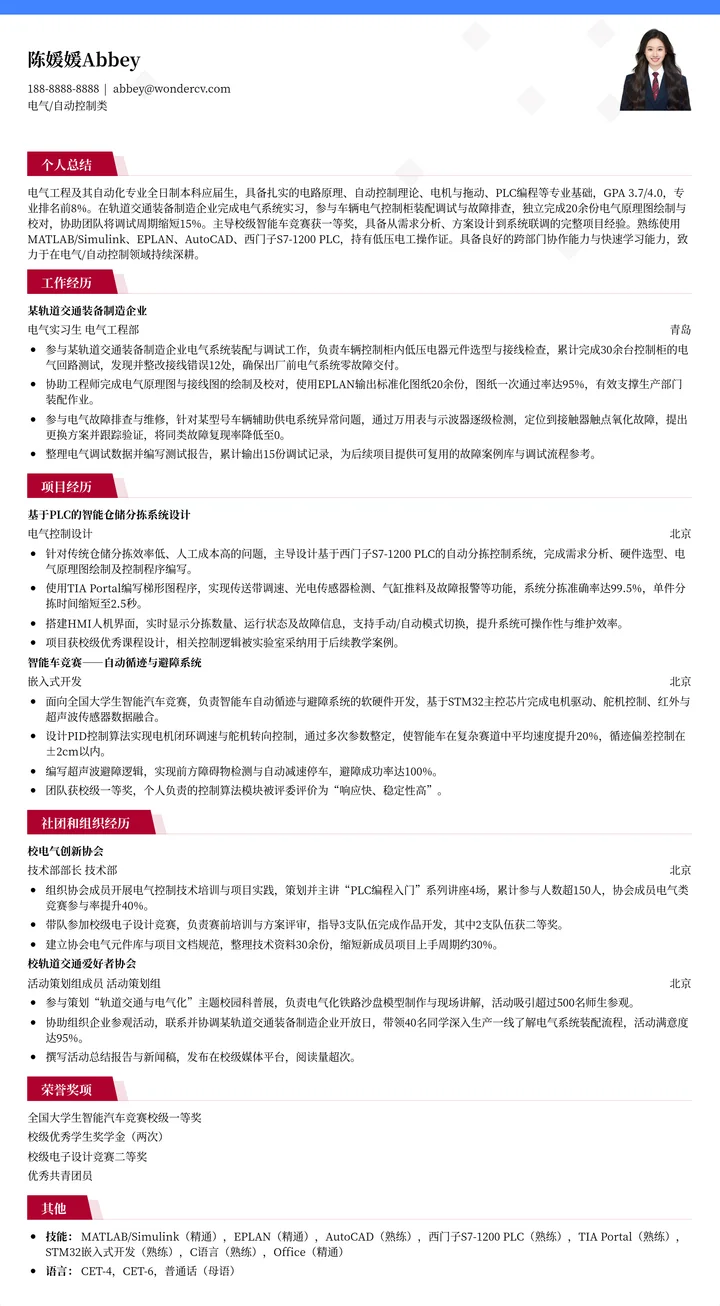 陈媛媛Abbey
188-8888-8888 | abbey@wondercv.com
电气/自动控制类
个人总结
电气工程及其自动化专业全日制本科应届生，具备扎实的电路原理、自动控制理论、电机与拖动、PLC编程等专业基础，GPA 3.7/4.0，专
业排名前8%。在轨道交通装备制造企业完成电气系统实习，参与车辆电气控制柜装配调试与故障排查，独立完成20余份电气原理图绘制与
校对，协助团队将调试周期缩短15%。主导校级智能车竞赛获一等奖，具备从需求分析、方案设计到系统联调的完整项目经验。熟练使用
MATLAB/Simulink、EPLAN、AutoCAD、西门子S7-1200 PLC，持有低压电工操作证。具备良好的跨部门协作能力与快速学习能力，致
力于在电气/自动控制领域持续深耕。
工作经历
某轨道交通装备制造企业
电气实习生 电气工程部 青岛
• 参与某轨道交通装备制造企业电气系统装配与调试工作，负责车辆控制柜内低压电器元件选型与接线检查，累计完成30余台控制柜的电
气回路测试，发现并整改接线错误12处，确保出厂前电气系统零故障交付。
• 协助工程师完成电气原理图与接线图的绘制及校对，使用EPLAN输出标准化图纸20余份，图纸一次通过率达95%，有效支撑生产部门
装配作业。
• 参与电气故障排查与维修，针对某型号车辆辅助供电系统异常问题，通过万用表与示波器逐级检测，定位到接触器触点氧化故障，提出
更换方案并跟踪验证，将同类故障复现率降低至0。
• 整理电气调试数据并编写测试报告，累计输出15份调试记录，为后续项目提供可复用的故障案例库与调试流程参考。
项目经历
基于PLC的智能仓储分拣系统设计
电气控制设计 北京
• 针对传统仓储分拣效率低、人工成本高的问题，主导设计基于西门子S7-1200 PLC的自动分拣控制系统，完成需求分析、硬件选型、电
气原理图绘制及控制程序编写。
• 使用TIA Portal编写梯形图程序，实现传送带调速、光电传感器检测、气缸推料及故障报警等功能，系统分拣准确率达99.5%，单件分
拣时间缩短至2.5秒。
• 搭建HMI人机界面，实时显示分拣数量、运行状态及故障信息，支持手动/自动模式切换，提升系统可操作性与维护效率。
• 项目获校级优秀课程设计，相关控制逻辑被实验室采纳用于后续教学案例。
智能车竞赛——自动循迹与避障系统
嵌入式开发 北京
• 面向全国大学生智能汽车竞赛，负责智能车自动循迹与避障系统的软硬件开发，基于STM32主控芯片完成电机驱动、舵机控制、红外与
超声波传感器数据融合。
• 设计PID控制算法实现电机闭环调速与舵机转向控制，通过多次参数整定，使智能车在复杂赛道中平均速度提升20%，循迹偏差控制在
±2cm以内。
• 编写超声波避障逻辑，实现前方障碍物检测与自动减速停车，避障成功率达100%。
• 团队获校级一等奖，个人负责的控制算法模块被评委评价为“响应快、稳定性高”。
社团和组织经历
校电气创新协会
技术部部长 技术部 北京
• 组织协会成员开展电气控制技术培训与项目实践，策划并主讲“PLC编程入门”系列讲座4场，累计参与人数超150人，协会成员电气类
竞赛参与率提升40%。
• 带队参加校级电子设计竞赛，负责赛前培训与方案评审，指导3支队伍完成作品开发，其中2支队伍获二等奖。
• 建立协会电气元件库与项目文档规范，整理技术资料30余份，缩短新成员项目上手周期约30%。
校轨道交通爱好者协会
活动策划组成员 活动策划组 北京
• 参与策划“轨道交通与电气化”主题校园科普展，负责电气化铁路沙盘模型制作与现场讲解，活动吸引超过500名师生参观。
• 协助组织企业参观活动，联系并协调某轨道交通装备制造企业开放日，带领40名同学深入生产一线了解电气系统装配流程，活动满意度
达95%。
• 撰写活动总结报告与新闻稿，发布在校级媒体平台，阅读量超次。
荣誉奖项
全国大学生智能汽车竞赛校级一等奖
校级优秀学生奖学金（两次）
校级电子设计竞赛二等奖
优秀共青团员
其他
• 技能： MATLAB/Simulink（精通），EPLAN（精通），AutoCAD（熟练），西门子S7-1200 PLC（熟练），TIA Portal（熟练），
STM32嵌入式开发（熟练），C语言（熟练），Office（精通）
• 语言： CET-4，CET-6，普通话（母语）